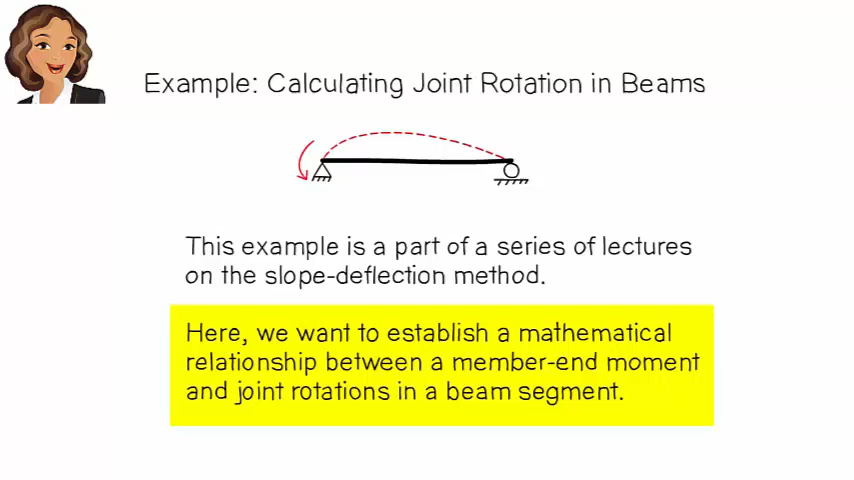 Example: Calculating Joint Rotation in Beams
This example is a part of a series of lectures
on the slope-deflection method.
Here, we want to establish a mathematical
relationship between a member-end moment
and joint rotations in a beam segment.